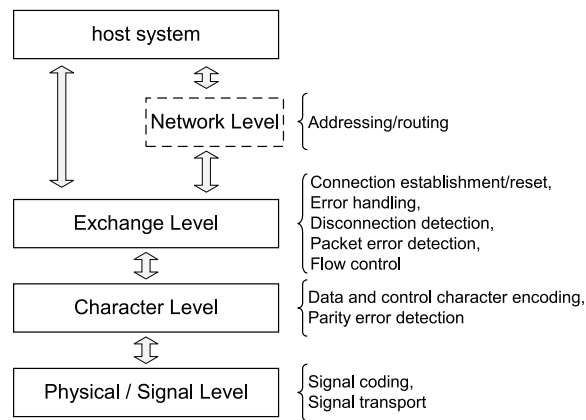 host system
Network Level
Addressing/routing
Exchange Level
Connection establishment/reset,
Error handling,
Disconnection detection,
Packet error detection,
Flow control
Character Level
Data and control character encoding,
Parity error detection
Physical / Signal Level
Signal coding,
Signal transport